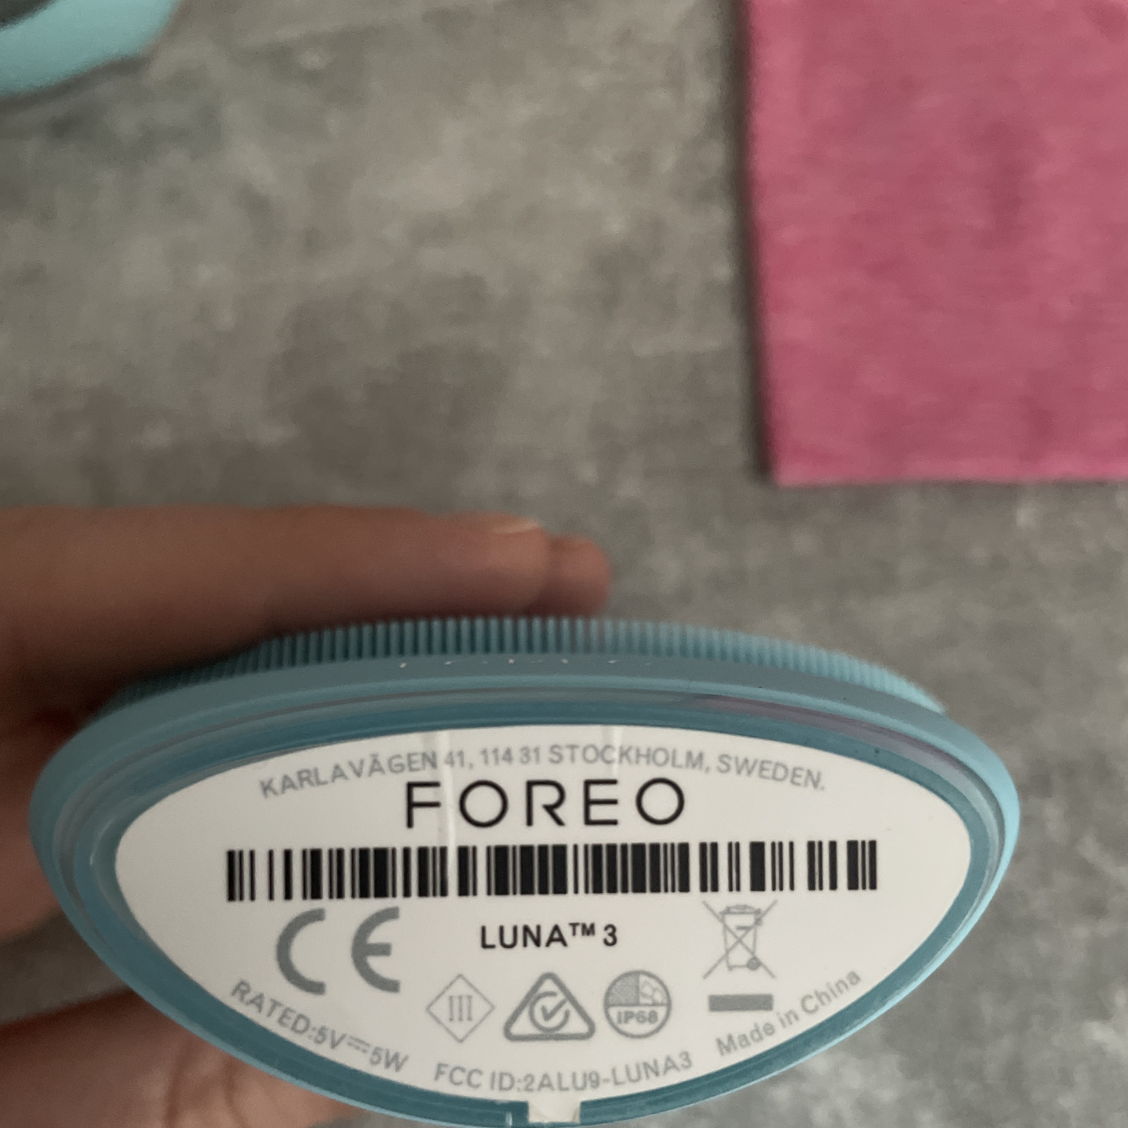 KARLAVÄGEN 41, 114 31 STOCKHOLM, SWEDEN.
FOREO
CE
LUNA™ 3
III
IP68
RATED:5V⎓5W
FCC ID:2ALU9-LUNA3
Made in China